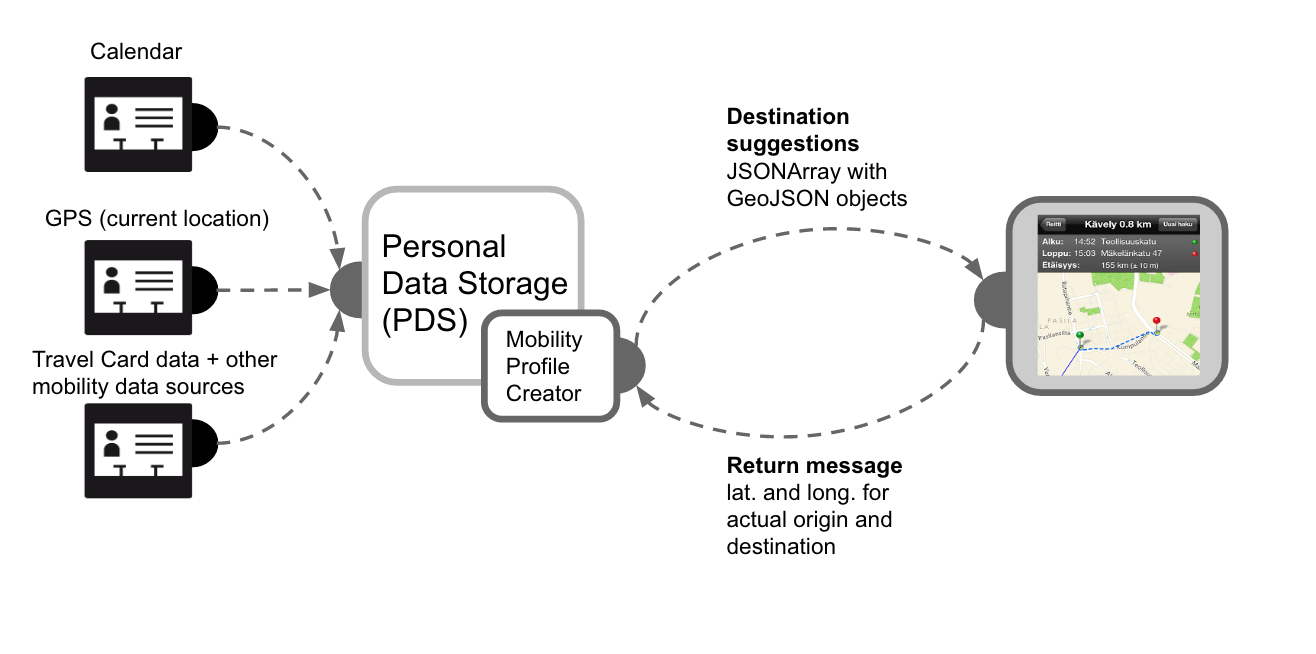 Calendar
GPS (current location)
Travel Card data + other
mobility data sources
Personal
Data Storage
(PDS)
Mobility
Profile
Creator
Destination
suggestions
JSONArray with
GeoJSON objects
Return message
lat. and long. for
actual origin and
destination
Reitti Kävely 0.8 km Uusi haku
Alku: 14:52 Teollisuuskatu
Loppu: 15:03 Mäkelänkatu 47
Etäisyys: 155 km (± 10 m)
PASILA